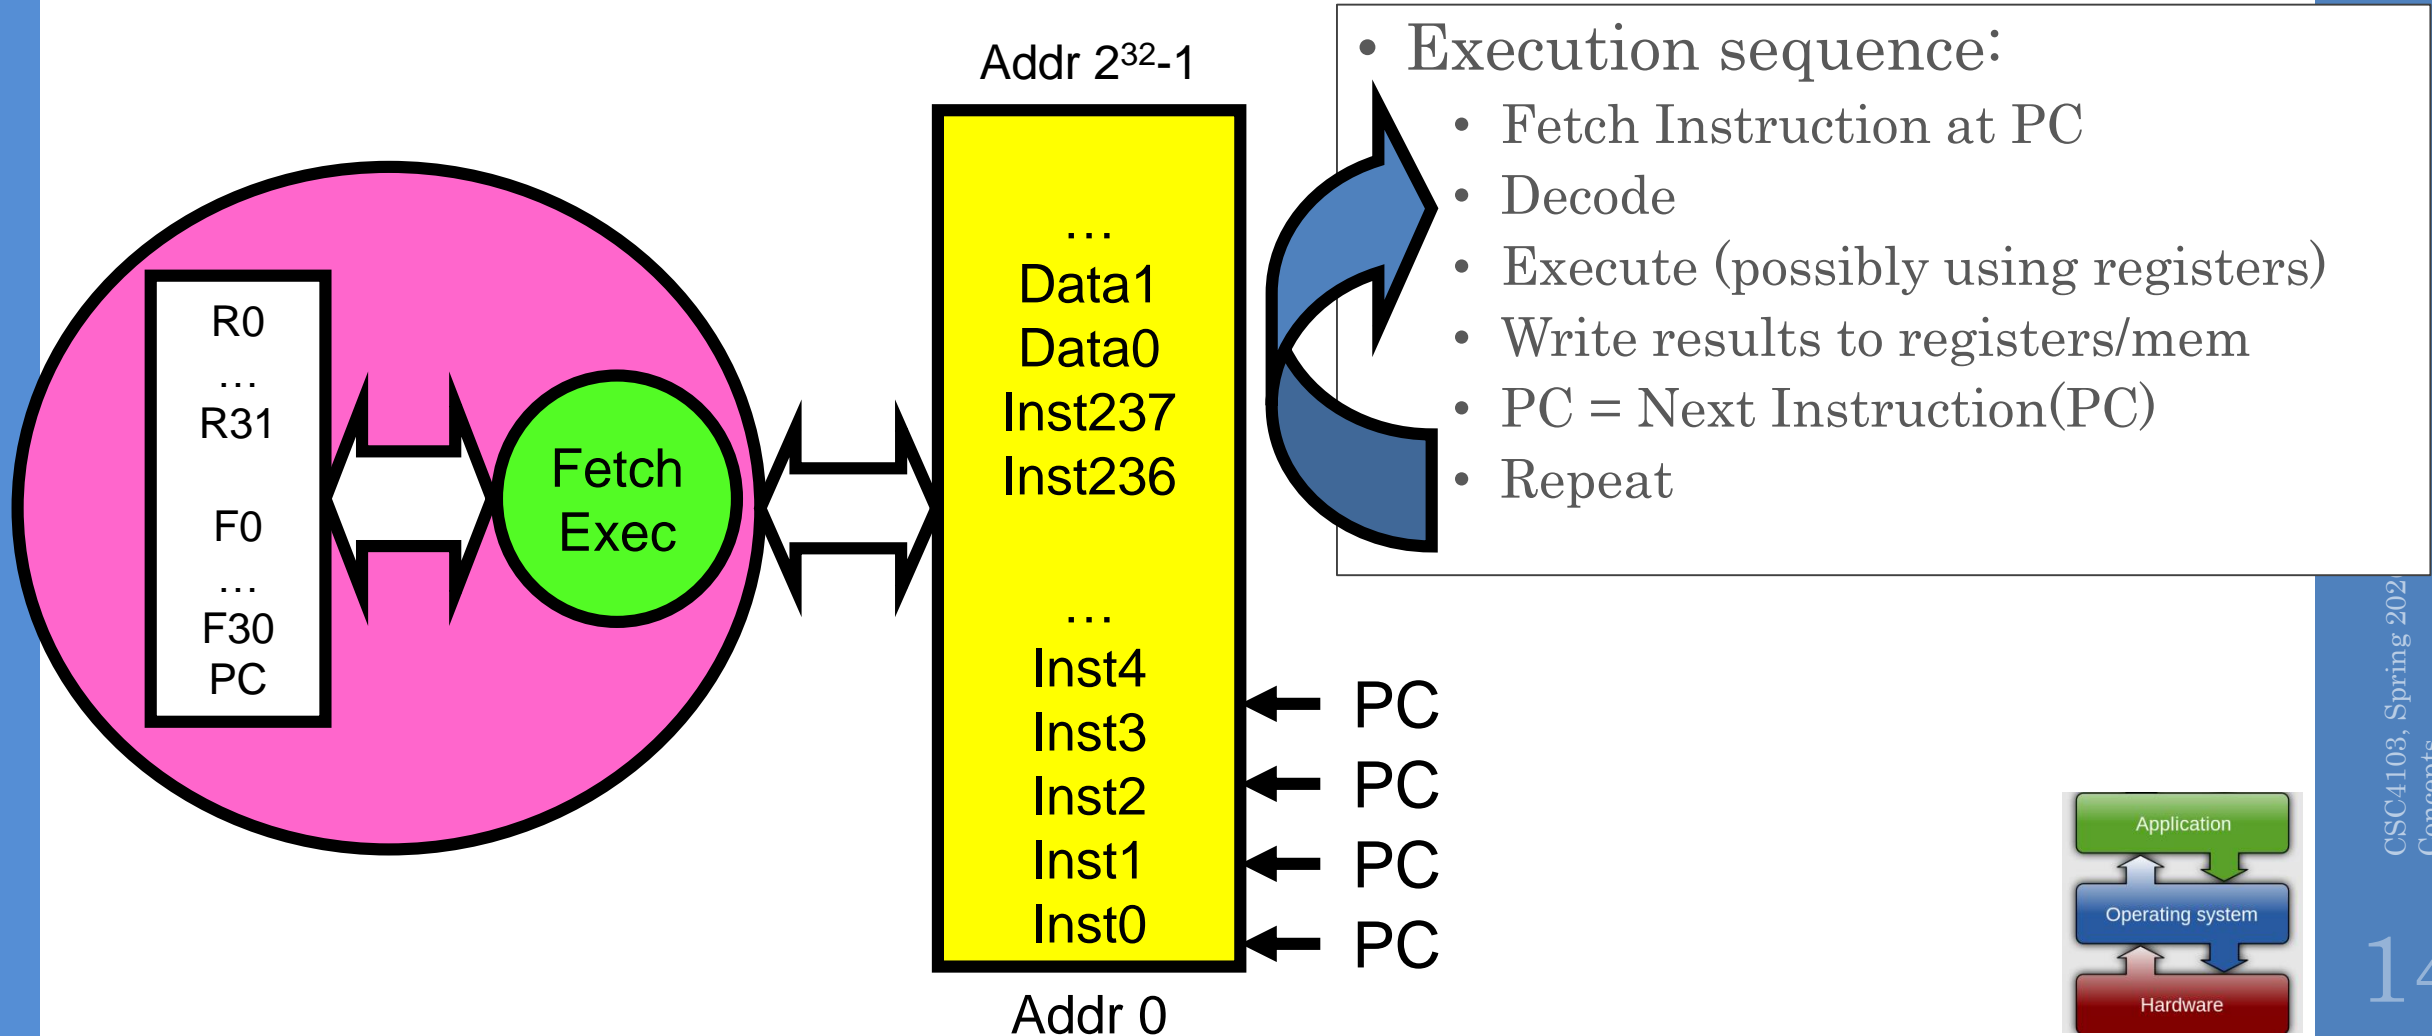 Addr 2³²-1
R0
…
R31
F0
…
F30
PC
Fetch
Exec
…
Data1
Data0
Inst237
Inst236
…
Inst4
Inst3
Inst2
Inst1
Inst0
Addr 0
PC
PC
PC
PC
• Execution sequence:
• Fetch Instruction at PC
• Decode
• Execute (possibly using registers)
• Write results to registers/mem
• PC = Next Instruction(PC)
• Repeat
Application
Operating system
Hardware
CSC4103, Spring
Concepts
14